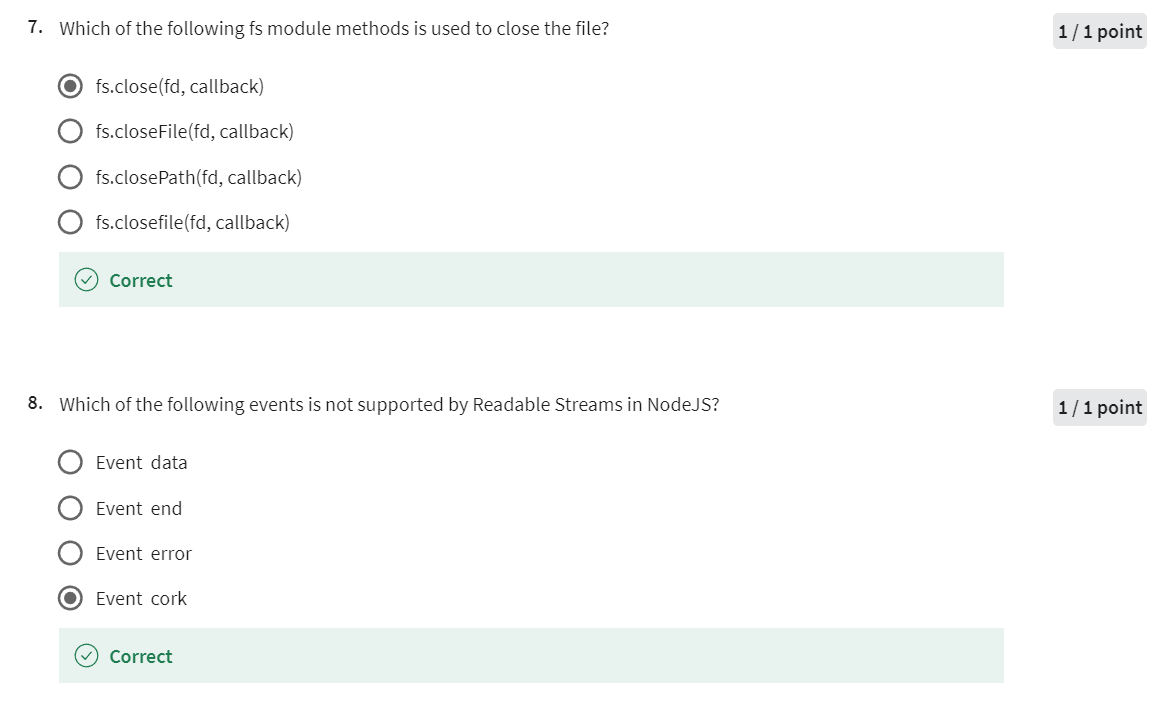 7. Which of the following fs module methods is used to close the file?
1 / 1 point
fs.close(fd, callback)
fs.closeFile(fd, callback)
fs.closePath(fd, callback)
fs.closefile(fd, callback)
Correct
8. Which of the following events is not supported by Readable Streams in NodeJS?
1 / 1 point
Event data
Event end
Event error
Event cork
Correct